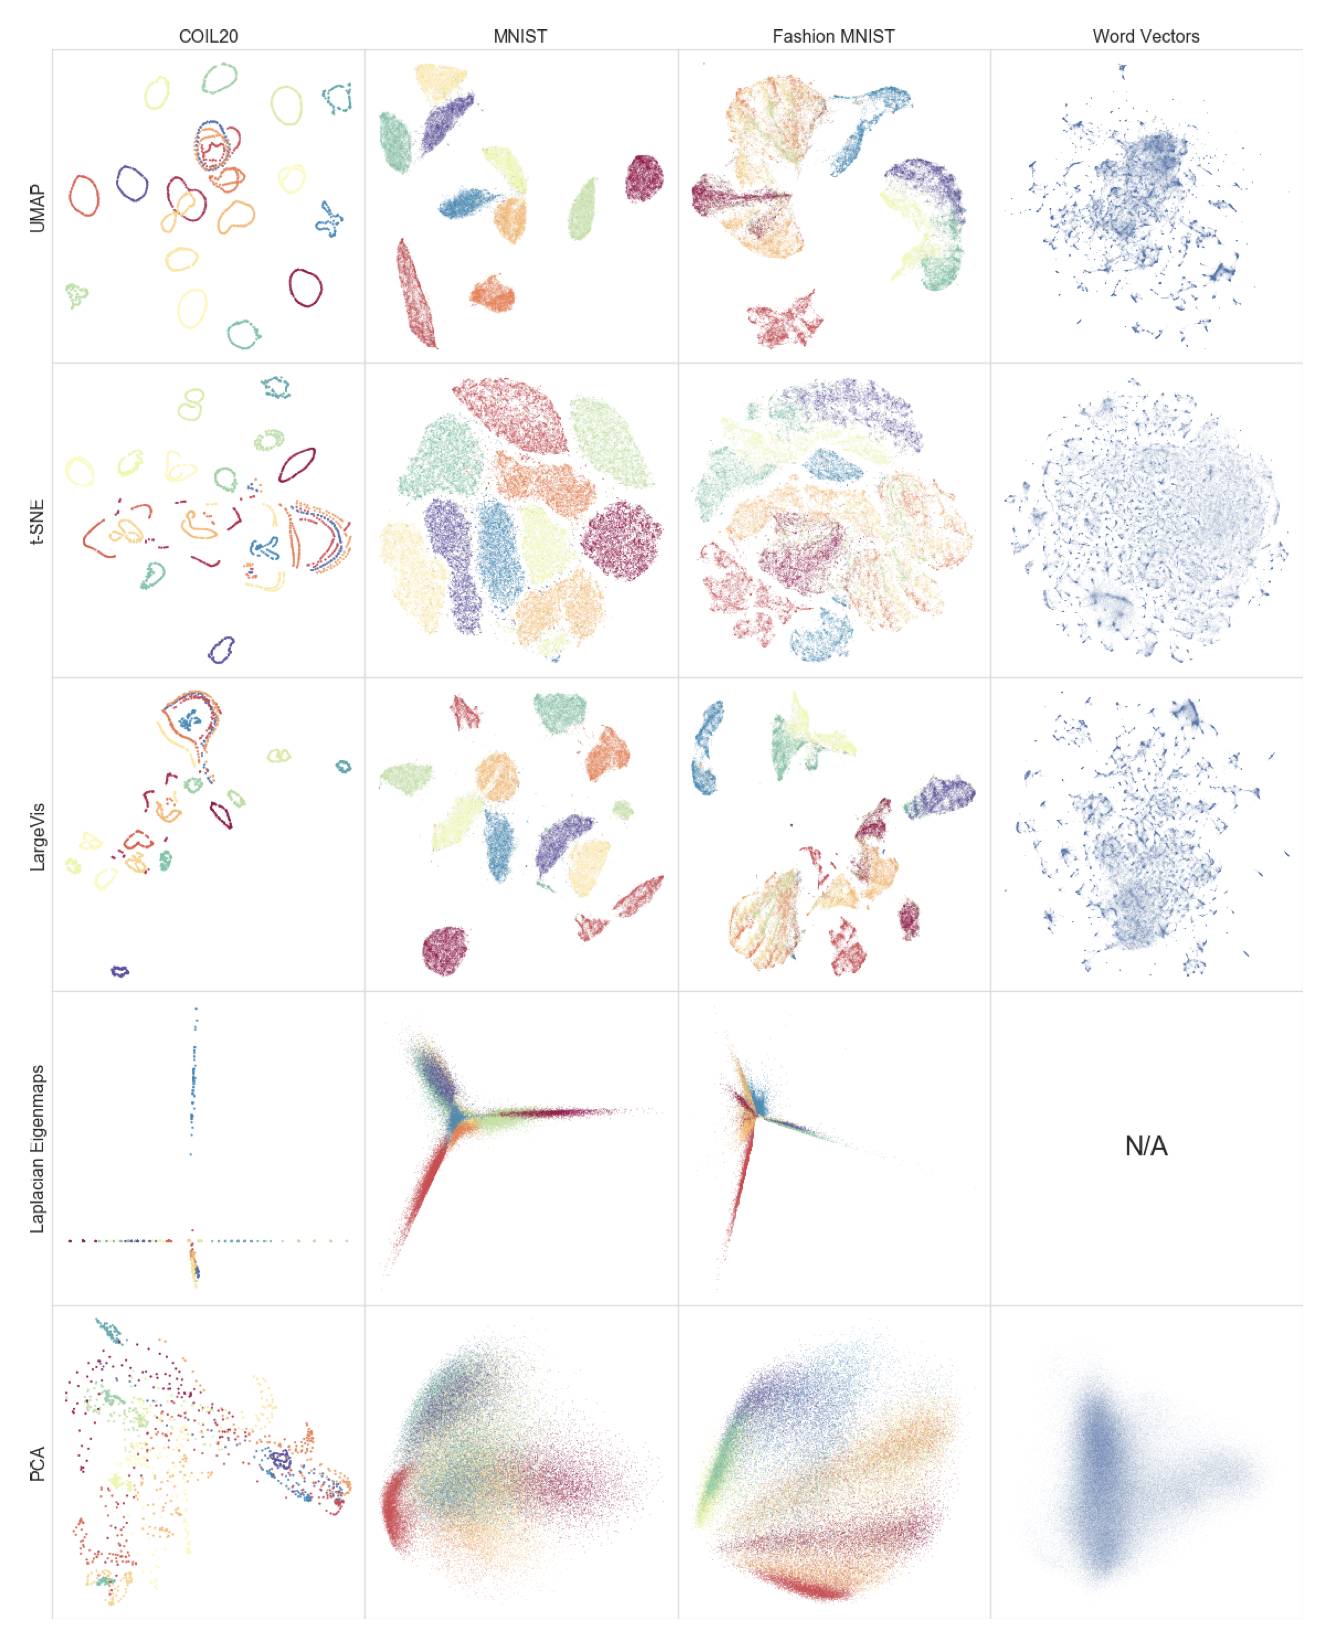 COIL20 MNIST Fashion MNIST Word Vectors
UMAP
t-SNE
LargeVis
Laplacian Eigenmaps
N/A
PCA